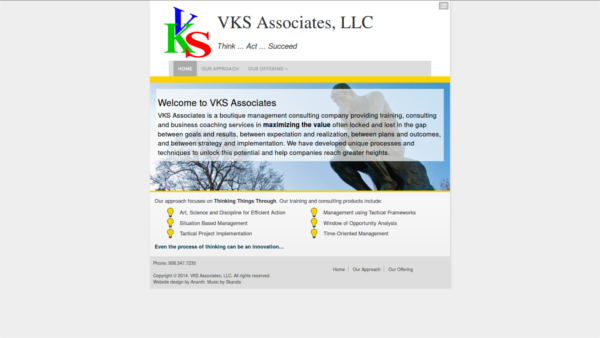 VKS
VKS Associates, LLC
Think ... Act ... Succeed
HOME OUR APPROACH OUR OFFERING
Welcome to VKS Associates
VKS Associates is a boutique management consulting company providing training, consulting
and business coaching services in maximizing the value often locked and lost in the gap
between goals and results, between expectation and realization, between plans and outcomes,
and between strategy and implementation. We have developed unique processes and
techniques to unlock this potential and help companies reach greater heights.
Our approach focuses on Thinking Things Through. Our training and consulting products include:
Art, Science and Discipline for Efficient Action
Management using Tactical Frameworks
Situation Based Management
Window of Opportunity Analysis
Tactical Project Implementation
Time-Oriented Management
Even the process of thinking can be an innovation...
Phone: 908.347.7230
Home Our Approach Our Offering
Copyright © 2014. VKS Associates, LLC. All rights reserved.
Website design by Ananth. Music by Skanda